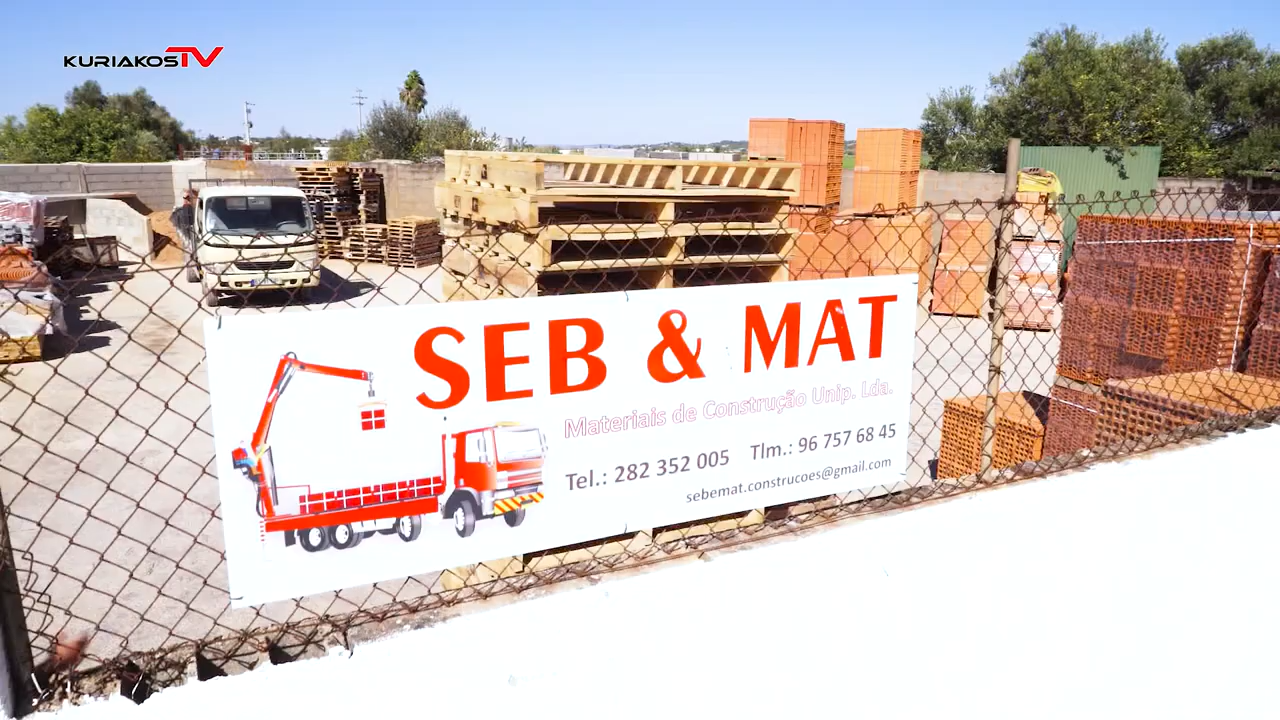 KURIAKOSTV
SEB & MAT
Materiais de Construção Unip. Lda.
Tel.: 282 352 005 Tlm.: 96 757 68 45
sebemat.construcoes@gmail.com